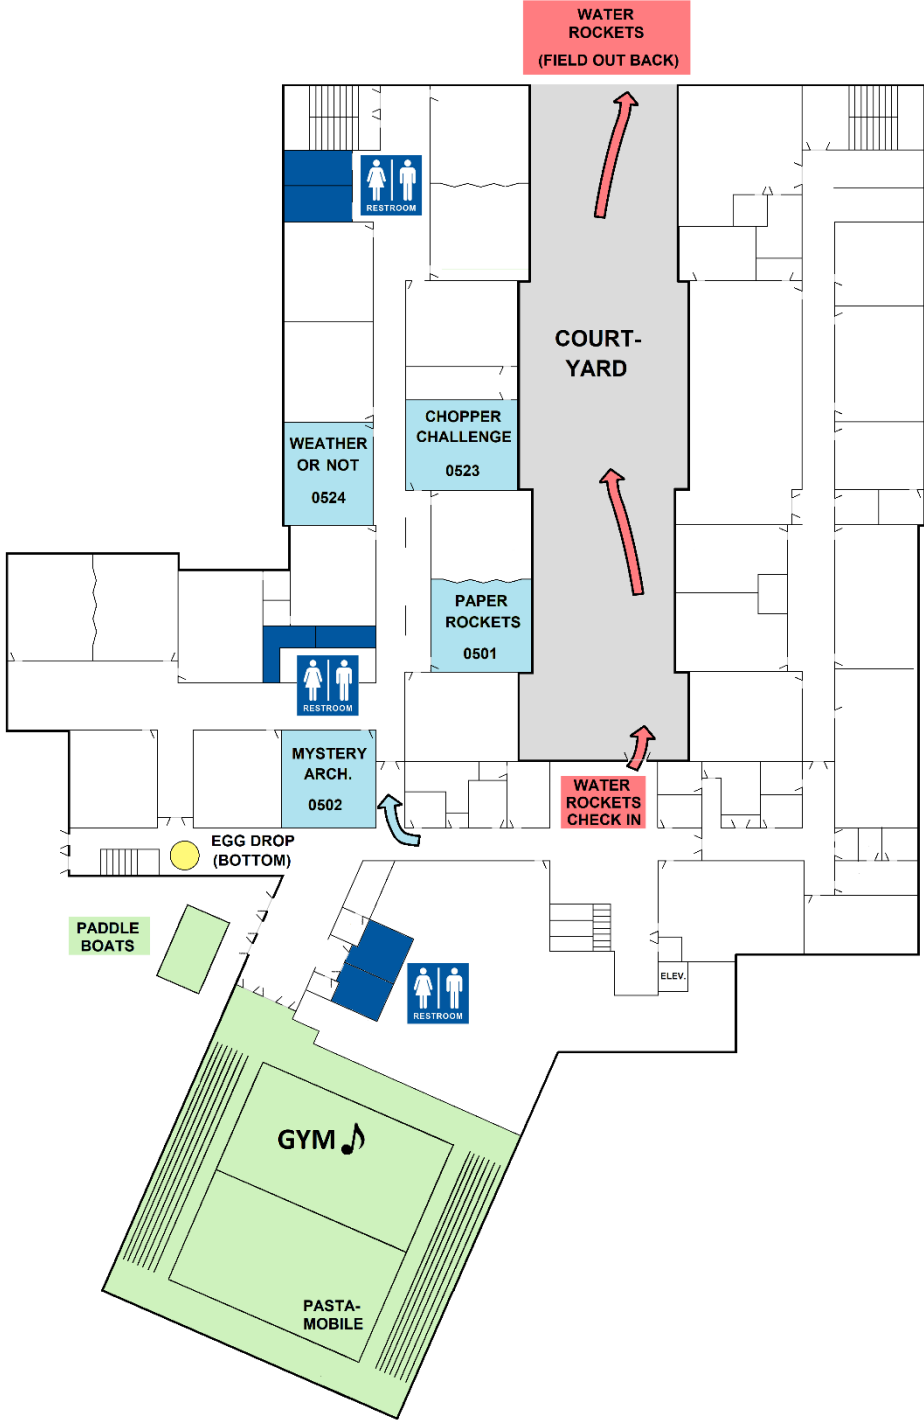 WATER
ROCKETS
(FIELD OUT BACK)
RESTROOM
COURT-
YARD
CHOPPER
CHALLENGE
0523
WEATHER
OR NOT
0524
PAPER
ROCKETS
0501
RESTROOM
MYSTERY
ARCH.
0502
WATER
ROCKETS
CHECK IN
EGG DROP
(BOTTOM)
PADDLE
BOATS
RESTROOM
ELEV.
GYM
PASTA-
MOBILE